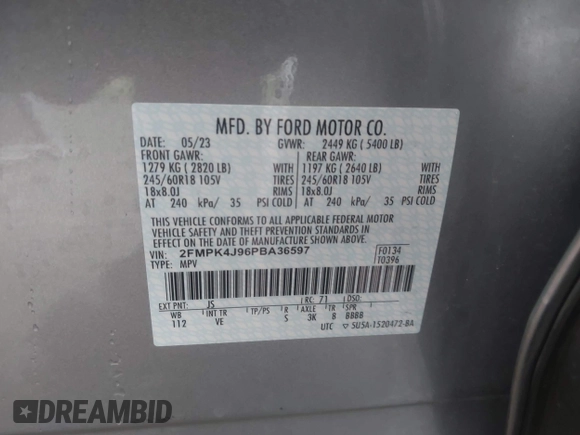 MFD. BY FORD MOTOR CO.
DATE: 05/23 GVWR: 2449 KG ( 5400 LB)
FRONT GAWR: REAR GAWR:
1279 KG ( 2820 LB) WITH 1197 KG ( 2640 LB) WITH
245/60R18 105V TIRES 245/60R18 105V TIRES
18x8.0J RIMS 18x8.0J RIMS
AT 240 kPa/ 35 PSI COLD AT 240 kPa/ 35 PSI COLD
THIS VEHICLE CONFORMS TO ALL APPLICABLE FEDERAL MOTOR
VEHICLE SAFETY AND THEFT PREVENTION STANDARDS IN
EFFECT ON THE DATE OF MANUFACTURE SHOWN ABOVE.
VIN: 2FMPK4J96PBA36597 F0134
TYPE: MPV T0396
EXT PNT: JS RC: 71 DSO:
WB INT TR TP/PS R AXLE TR SPR
112 VE S 3K 8 BBBB
UTC 5U5A-1520472-BA
DREAMBID